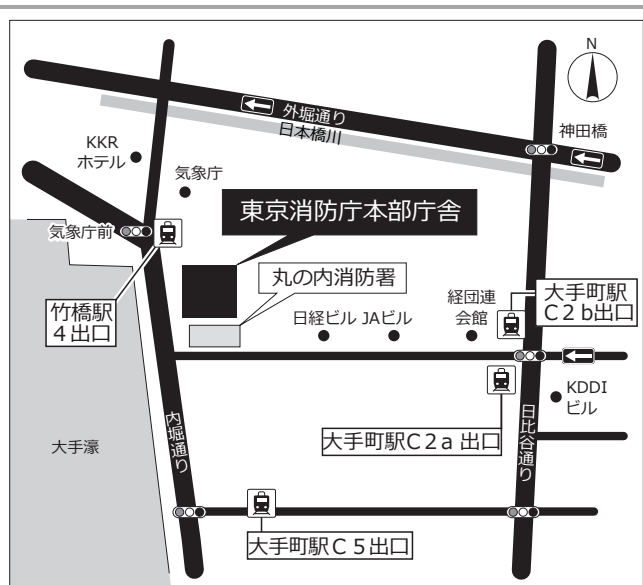 N
外堀通り
日本橋川
神田橋
KKR
ホテル
気象庁
東京消防庁本部庁舎
気象庁前
丸の内消防署
竹橋駅
4出口
日経ビル
JAビル
経団連
会館
大手町駅
C2b出口
KDDI
ビル
大手町駅C2a 出口
内堀通り
日比谷通り
大手濠
大手町駅C5出口